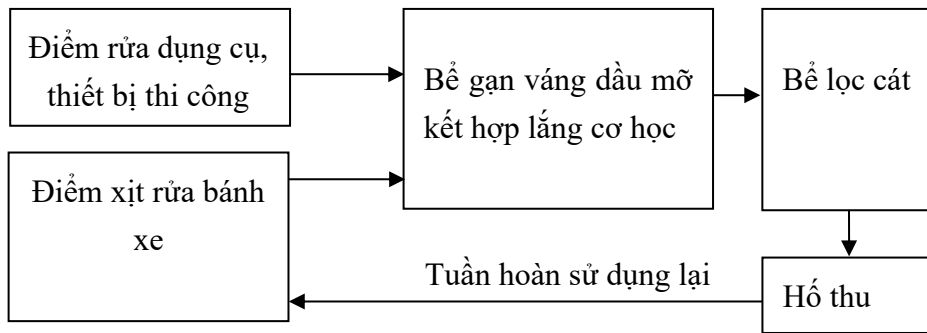 Điểm rửa dụng cụ,
thiết bị thi công
Bể gạn váng dầu mỡ
kết hợp lắng cơ học
Bể lọc cát
Điểm xịt rửa bánh
xe
Tuần hoàn sử dụng lại
Hố thu